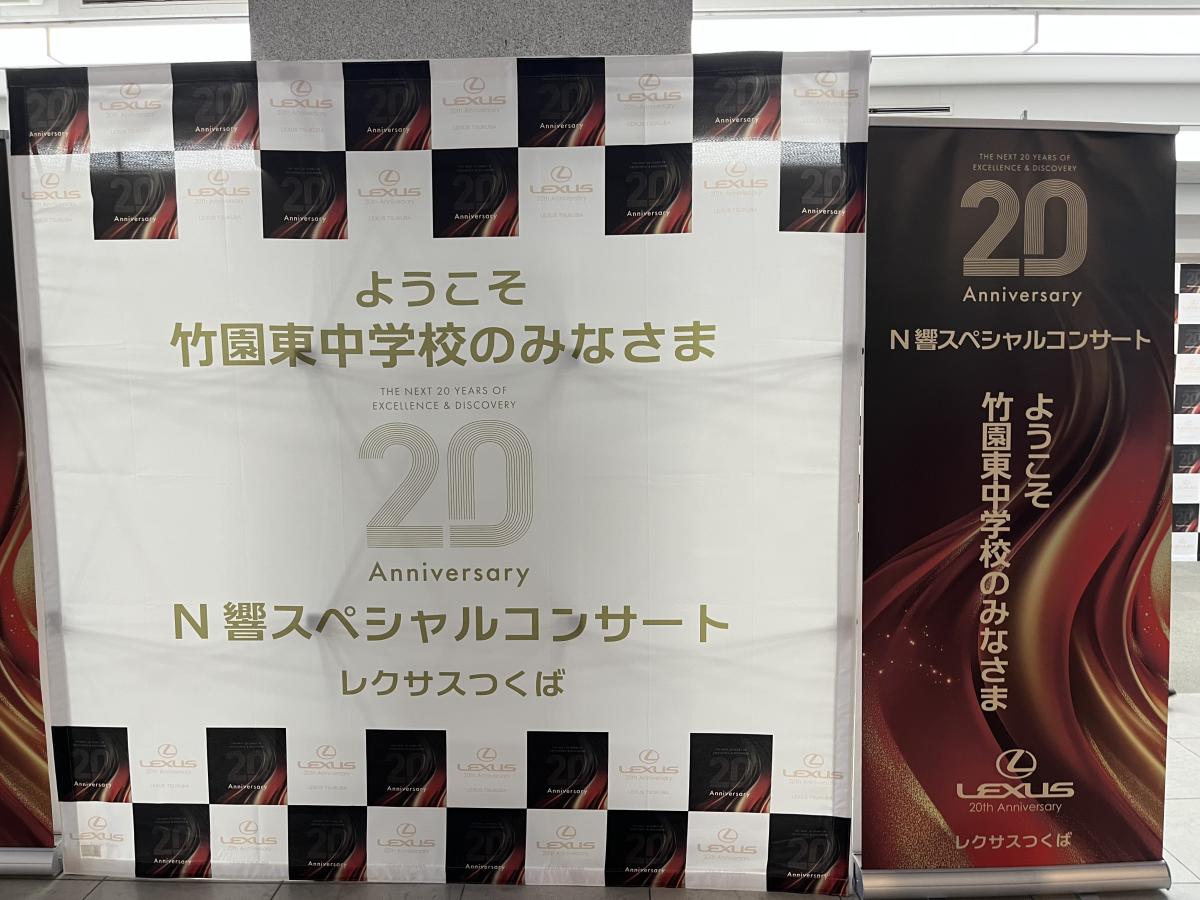 ようこそ
竹園東中学校のみなさま
THE NEXT 20 YEARS OF
EXCELLENCE & DISCOVERY
20
Anniversary
N響スペシャルコンサート
レクサスつくば
THE NEXT 20 YEARS OF
EXCELLENCE & DISCOVERY
20
Anniversary
N響スペシャルコンサート
ようこそ
竹園東中学校のみなさま
LEXUS
20th Anniversary
レクサスつくば